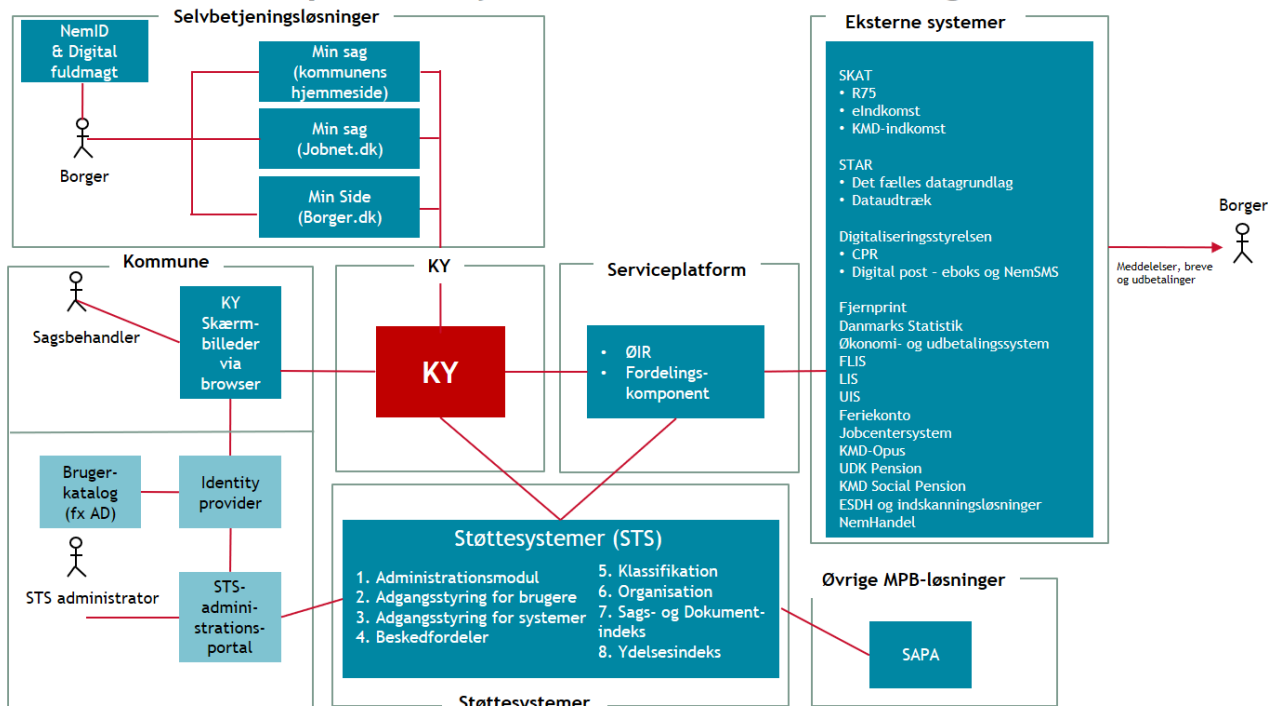 Selvbetjeningsløsninger
NemID
& Digital
fuldmagt
Borger
Min sag
(kommunens
hjemmeside)
Min sag
(Jobnet.dk)
Min Side
(Borger.dk)
Eksterne systemer
SKAT
• R75
• eIndkomst
• KMD-indkomst
STAR
• Det fælles datagrundlag
• Dataudtræk
Digitaliseringsstyrelsen
• CPR
• Digital post – eboks og NemSMS
Fjernprint
Danmarks Statistik
Økonomi- og udbetalingssystem
FLIS
LIS
UIS
Feriekonto
Jobcentersystem
KMD-Opus
UDK Pension
KMD Social Pension
ESDH og indskanningsløsninger
NemHandel
Borger
Meddelelser, breve
og udbetalinger
Kommune
Sagsbehandler
KY
Skærm-
billeder
via
browser
KY
KY
Serviceplatform
• ØIR
• Fordelings-
komponent
Bruger-
katalog
(fx AD)
Identity
provider
STS administrator
STS-
admini-
strations-
portal
Støttesystemer (STS)
1. Administrationsmodul
2. Adgangsstyring for brugere
3. Adgangsstyring for systemer
4. Beskedfordeler
5. Klassifikation
6. Organisation
7. Sags- og Dokument-
indeks
8. Ydelsesindeks
Støttesystemer
Øvrige MPB-løsninger
SAPA